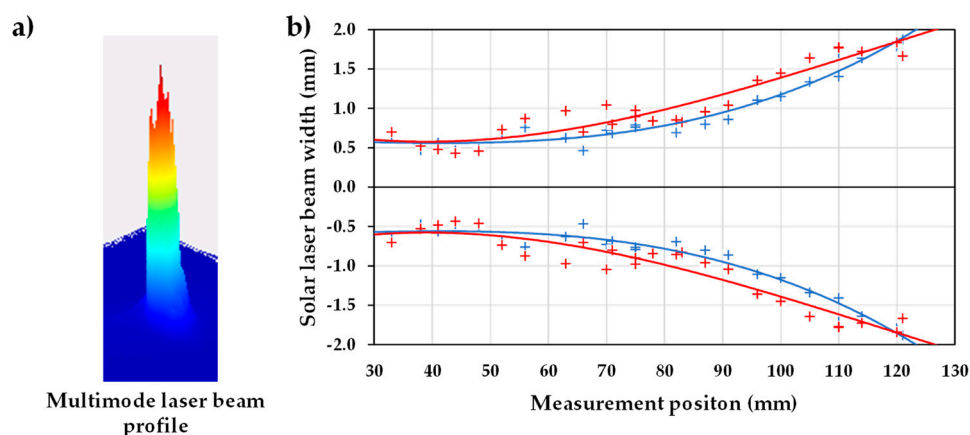 a)
Multimode laser beam
profile
b)
Solar laser beam width (mm)
2.0
1.5
1.0
0.5
0.0
-0.5
-1.0
-1.5
-2.0
30 40 50 60 70 80 90 100 110 120 130
Measurement positon (mm)